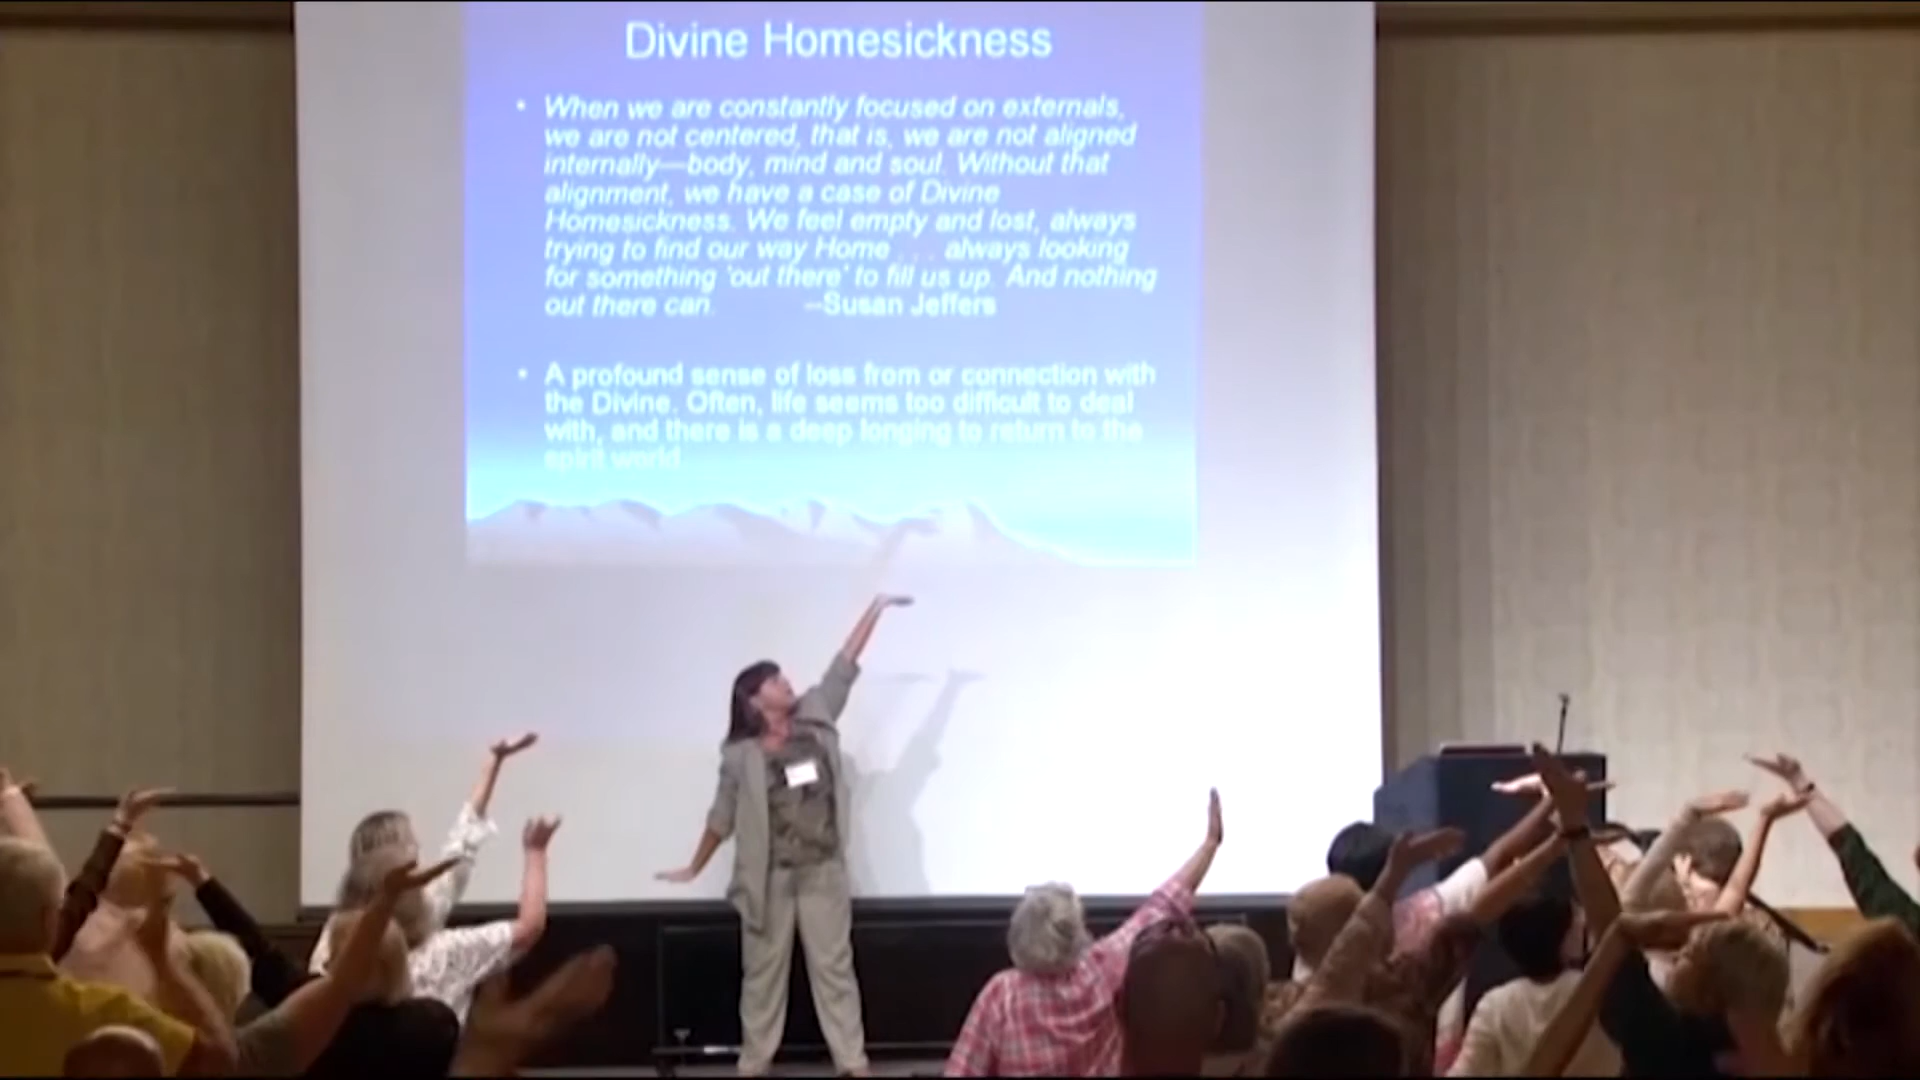 Divine Homesickness
• When we are constantly focused on externals,
we are not centered, that is, we are not aligned
internally—body, mind and soul. Without that
alignment, we have a case of Divine
Homesickness. We feel empty and lost, always
trying to find our way Home . . . always looking
for something 'out there' to fill us up. And nothing
out there can. --Susan Jeffers
• A profound sense of loss from or connection with
the Divine. Often, life seems too difficult to deal
with, and there is a deep longing to return to the
spirit world.